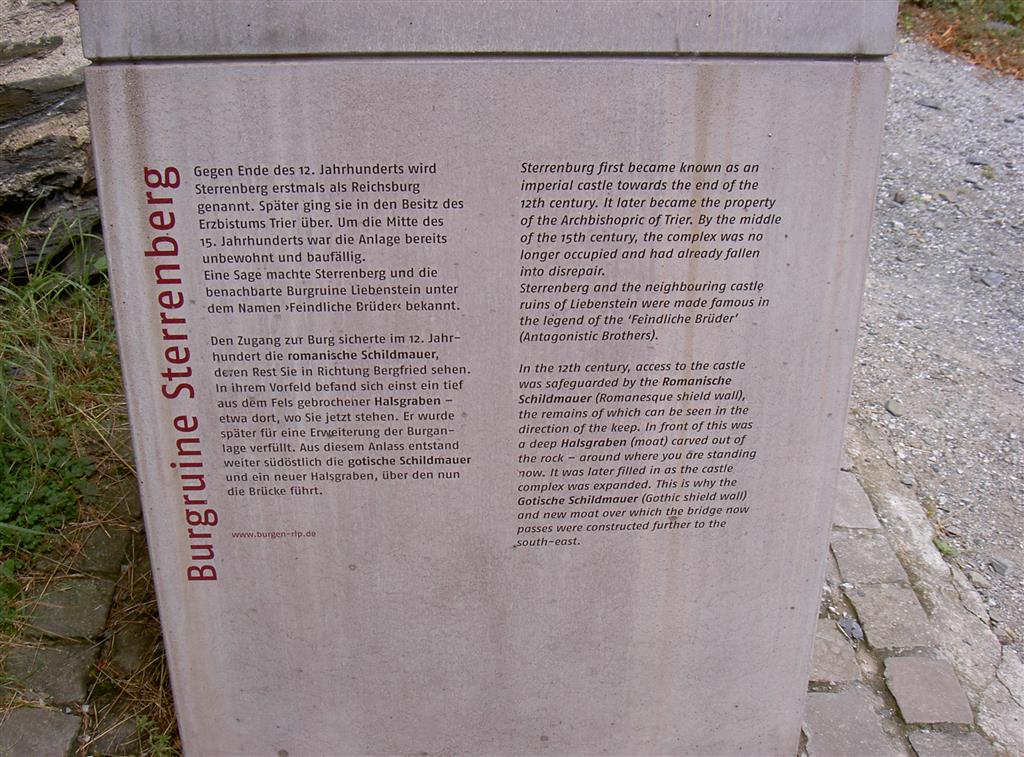 Burgruine Sterrenberg
Gegen Ende des 12. Jahrhunderts wird
Sterrenberg erstmals als Reichsburg
genannt. Später ging sie in den Besitz des
Erzbistums Trier über. Um die Mitte des
15. Jahrhunderts war die Anlage bereits
unbewohnt und baufällig.
Eine Sage machte Sterrenberg und die
benachbarte Burgruine Liebenstein unter
dem Namen ›Feindliche Brüder‹ bekannt.
Den Zugang zur Burg sicherte im 12. Jahr-
hundert die romanische Schildmauer,
deren Rest Sie in Richtung Bergfried sehen.
In ihrem Vorfeld befand sich einst ein tief
aus dem Fels gebrochener Halsgraben –
etwa dort, wo Sie jetzt stehen. Er wurde
später für eine Erweiterung der Burgan-
lage verfüllt. Aus diesem Anlass entstand
weiter südöstlich die gotische Schildmauer
und ein neuer Halsgraben, über den nun
die Brücke führt.
www.burgen-rlp.de
Sterrenburg first became known as an
imperial castle towards the end of the
12th century. It later became the property
of the Archbishopric of Trier. By the middle
of the 15th century, the complex was no
longer occupied and had already fallen
into disrepair.
Sterrenberg and the neighbouring castle
ruins of Liebenstein were made famous in
the legend of the 'Feindliche Brüder'
(Antagonistic Brothers).
In the 12th century, access to the castle
was safeguarded by the Romanische
Schildmauer (Romanesque shield wall),
the remains of which can be seen in the
direction of the keep. In front of this was
a deep Halsgraben (moat) carved out of
the rock – around where you are standing
now. It was later filled in as the castle
complex was expanded. This is why the
Gotische Schildmauer (Gothic shield wall)
and new moat over which the bridge now
passes were constructed further to the
south-east.